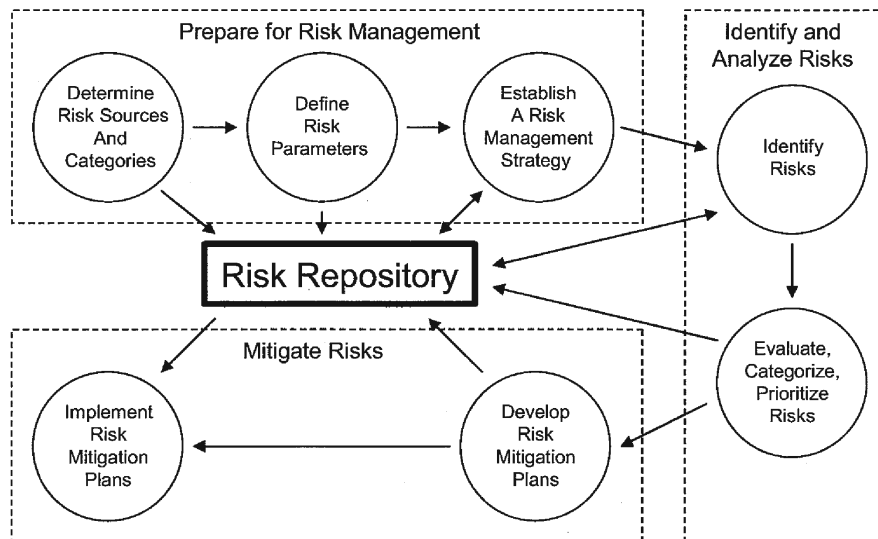 Prepare for Risk Management
Determine
Risk Sources
And
Categories
Define
Risk
Parameters
Establish
A Risk
Management
Strategy
Identify and
Analyze Risks
Identify
Risks
Risk Repository
Evaluate,
Categorize,
Prioritize
Risks
Mitigate Risks
Implement
Risk
Mitigation
Plans
Develop
Risk
Mitigation
Plans